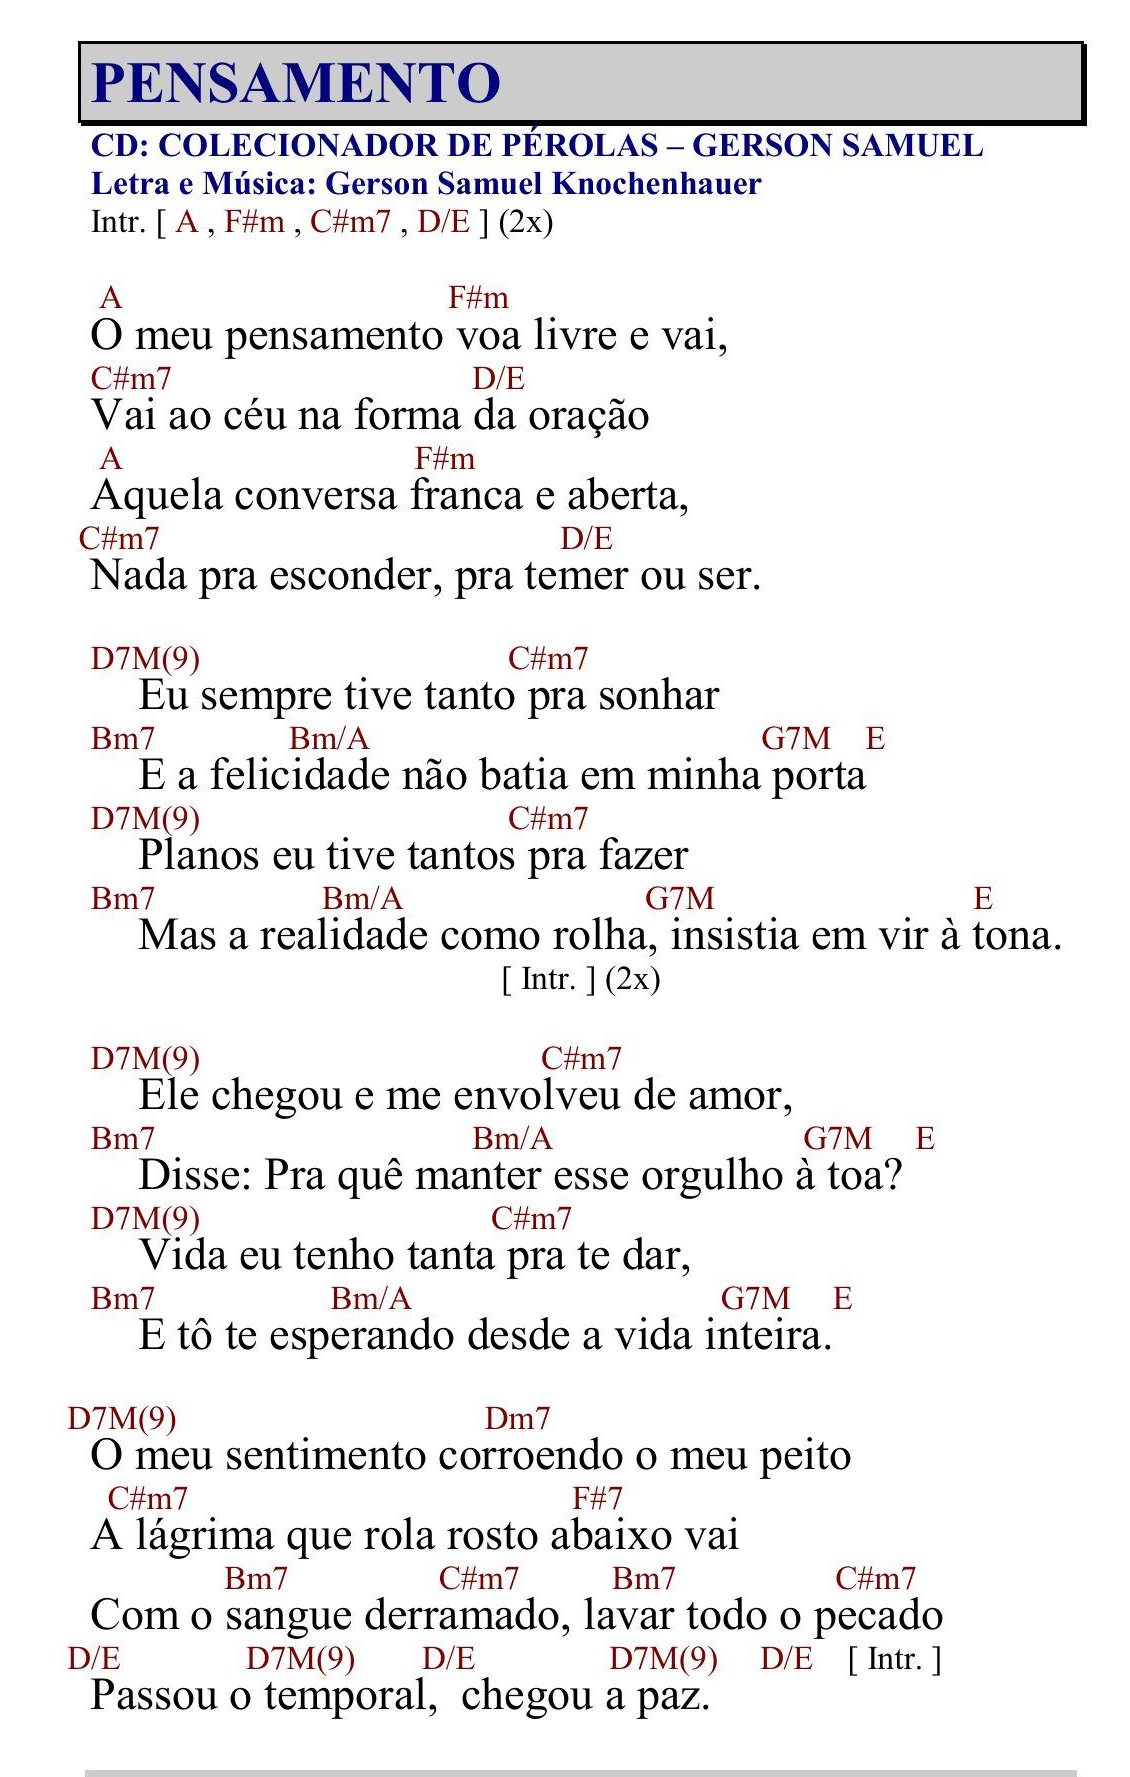 PENSAMENTO
CD: COLECIONADOR DE PÉROLAS – GERSON SAMUEL
Letra e Música: Gerson Samuel Knochenhauer
Intr. [ A , F#m , C#m7 , D/E ] (2x)
A F#m
O meu pensamento voa livre e vai,
C#m7 D/E
Vai ao céu na forma da oração
A F#m
Aquela conversa franca e aberta,
C#m7 D/E
Nada pra esconder, pra temer ou ser.
D7M(9) C#m7
Eu sempre tive tanto pra sonhar
Bm7 Bm/A G7M E
E a felicidade não batia em minha porta
D7M(9) C#m7
Planos eu tive tantos pra fazer
Bm7 Bm/A G7M E
Mas a realidade como rolha, insistia em vir à tona.
[ Intr. ] (2x)
D7M(9) C#m7
Ele chegou e me envolveu de amor,
Bm7 Bm/A G7M E
Disse: Pra quê manter esse orgulho à toa?
D7M(9) C#m7
Vida eu tenho tanta pra te dar,
Bm7 Bm/A G7M E
E tô te esperando desde a vida inteira.
D7M(9) Dm7
O meu sentimento corroendo o meu peito
C#m7 F#7
A lágrima que rola rosto abaixo vai
Bm7 C#m7 Bm7 C#m7
Com o sangue derramado, lavar todo o pecado
D/E D7M(9) D/E D7M(9) D/E [ Intr. ]
Passou o temporal, chegou a paz.